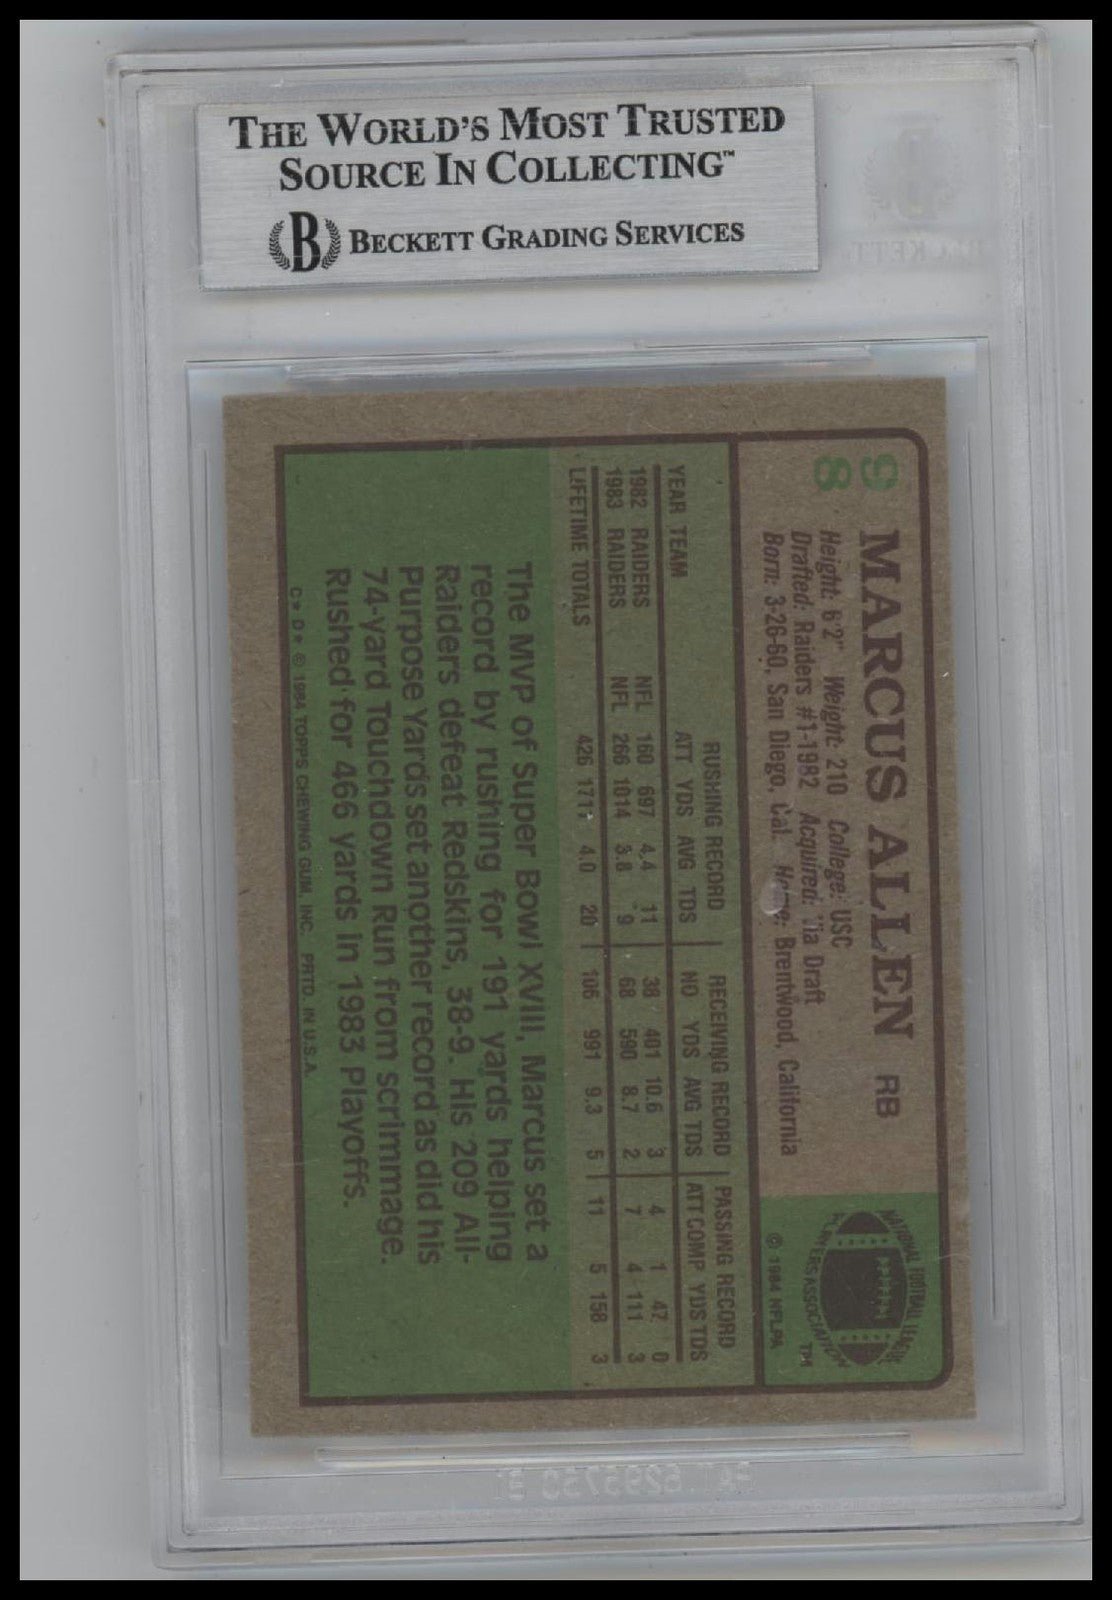 THE WORLD'S MOST TRUSTED
SOURCE IN COLLECTING™
B BECKETT GRADING SERVICES
98
MARCUS ALLEN RB
Height: 6'2" Weight: 210 College: USC
Drafted: Raiders #1-1982 Acquired: Via Draft
Born: 3-26-60, San Diego, Cal. Home: Brentwood, California
NATIONAL FOOTBALL LEAGUE
PLAYERS ASSOCIATION
TM
© 1984 NFLPA
RUSHING RECORD RECEIVING RECORD PASSING RECORD
YEAR TEAM ATT YDS AVG TDS NO YDS AVG TDS ATT COMP YDS TDS
1982 RAIDERS NFL 160 697 4.4 11 38 401 10.6 3 4 1 47 0
1983 RAIDERS NFL 266 1014 3.8 9 68 590 8.7 2 7 4 111 3
LIFETIME TOTALS 426 1711 4.0 20 106 991 9.3 5 11 5 158 3
The MVP of Super Bowl XVIII, Marcus set a
record by rushing for 191 yards helping
Raiders defeat Redskins, 38-9. His 209 All-
Purpose Yards set another record as did his
74-yard Touchdown Run from scrimmage.
Rushed for 466 yards in 1983 Playoffs.
C* D* © 1984 TOPPS CHEWING GUM, INC. PRTD. IN U.S.A.